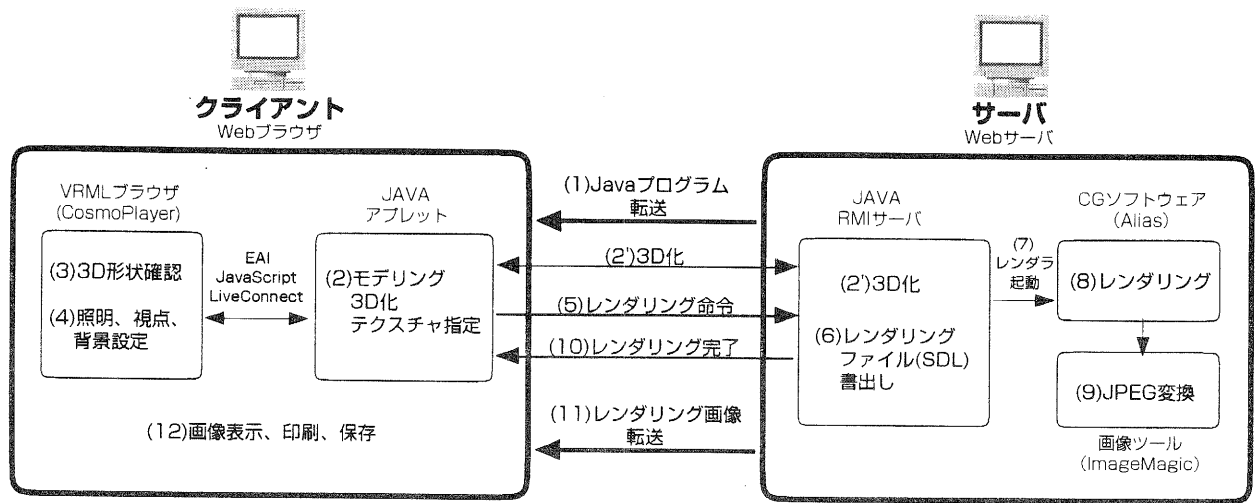 クライアント
Webブラウザ
サーバ
Webサーバ
VRMLブラウザ
(CosmoPlayer)
(3)3D形状確認
(4)照明、視点、
背景設定
EAI
JavaScript
LiveConnect
JAVA
アプレット
(2)モデリング
3D化
テクスチャ指定
(12)画像表示、印刷、保存
(1)Javaプログラム
転送
(2')3D化
(5)レンダリング命令
(10)レンダリング完了
(11)レンダリング画像
転送
JAVA
RMIサーバ
(2')3D化
(6)レンダリング
ファイル(SDL)
書出し
(7)
レンダラ
起動
CGソフトウェア
(Alias)
(8)レンダリング
(9)JPEG変換
画像ツール
(ImageMagic)